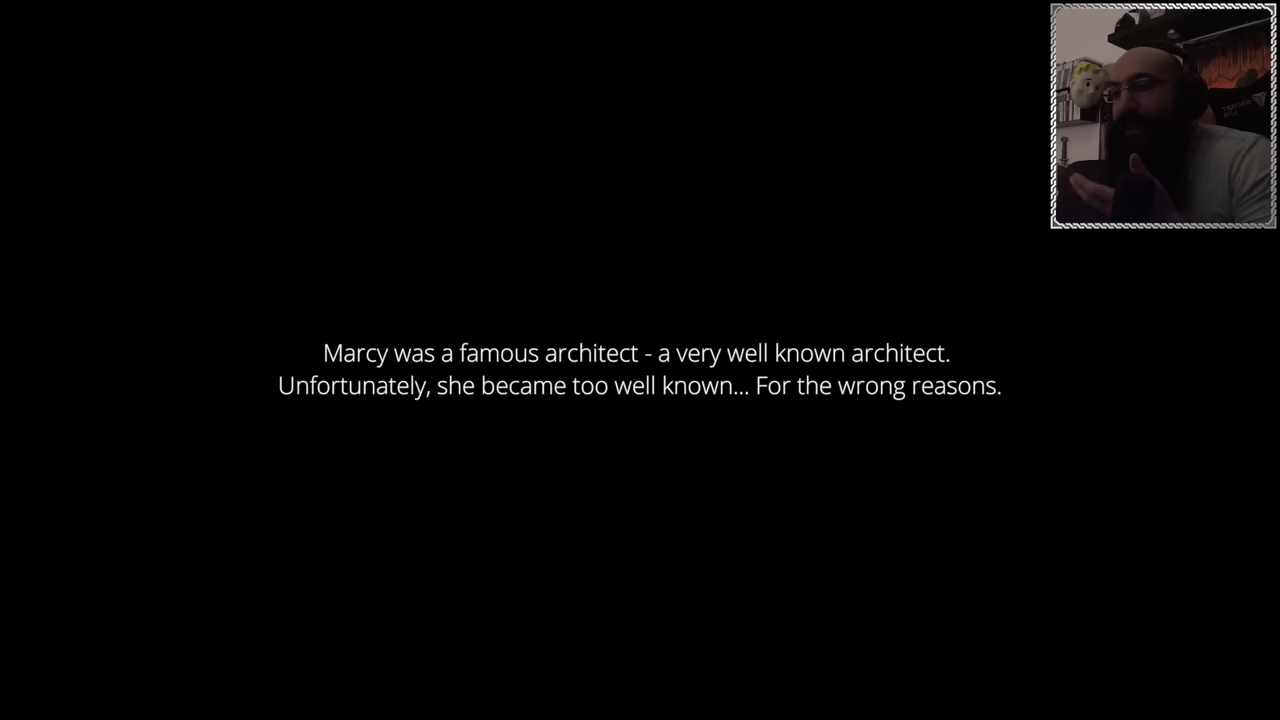 Marcy was a famous architect - a very well known architect.
Unfortunately, she became too well known... For the wrong reasons.